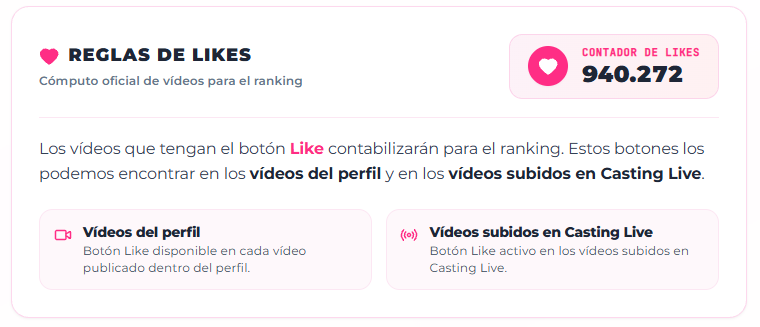 REGLAS DE LIKES
Cómputo oficial de vídeos para el ranking
CONTADOR DE LIKES
940.272
Los vídeos que tengan el botón Like contabilizarán para el ranking. Estos botones los
podemos encontrar en los vídeos del perfil y en los vídeos subidos en Casting Live.
Vídeos del perfil
Botón Like disponible en cada vídeo
publicado dentro del perfil.
Vídeos subidos en Casting Live
Botón Like activo en los vídeos subidos en
Casting Live.